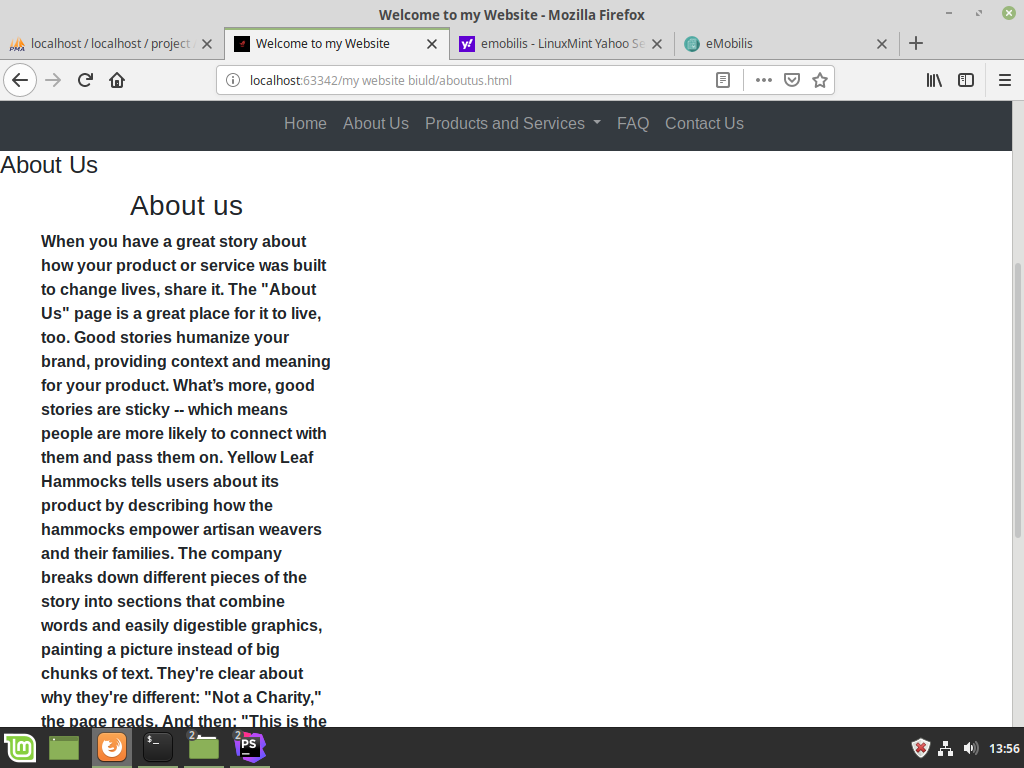 Welcome to my Website - Mozilla Firefox
localhost / localhost / project
Welcome to my Website
emobilis - LinuxMint Yahoo Se
eMobilis
localhost:63342/my website biuld/aboutus.html
Home About Us Products and Services FAQ Contact Us
About Us
About us
When you have a great story about
how your product or service was built
to change lives, share it. The "About
Us" page is a great place for it to live,
too. Good stories humanize your
brand, providing context and meaning
for your product. What’s more, good
stories are sticky -- which means
people are more likely to connect with
them and pass them on. Yellow Leaf
Hammocks tells users about its
product by describing how the
hammocks empower artisan weavers
and their families. The company
breaks down different pieces of the
story into sections that combine
words and easily digestible graphics,
painting a picture instead of big
chunks of text. They're clear about
why they're different: "Not a Charity,"
the page reads. And then: "This is the
2
2
PS
13:56